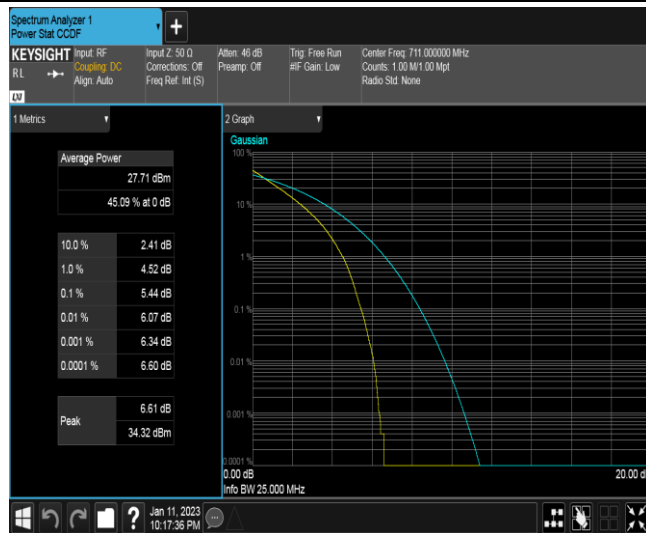 Spectrum Analyzer 1
Power Stat CCDF
+
KEYSIGHT
RL
Input: RF
Coupling: DC
Align: Auto
Input Z: 50 Ω
Corrections: Off
Freq Ref: Int (S)
Atten: 46 dB
Preamp: Off
Trig: Free Run
#IF Gain: Low
Center Freq: 711.000000 MHz
Counts: 1.00 M/1.00 Mpt
Radio Std: None
1 Metrics
Average Power
27.71 dBm
45.09 % at 0 dB
10.0 % 2.41 dB
1.0 % 4.52 dB
0.1 % 5.44 dB
0.01 % 6.07 dB
0.001 % 6.34 dB
0.0001 % 6.60 dB
Peak
6.61 dB
34.32 dBm
2 Graph
Gaussian
100 %
10 %
1 %
0.1 %
0.01 %
0.001 %
0.0001 %
0.00 dB
20.00 d
Info BW 25.000 MHz
?
Jan 11, 2023
10:17:36 PM